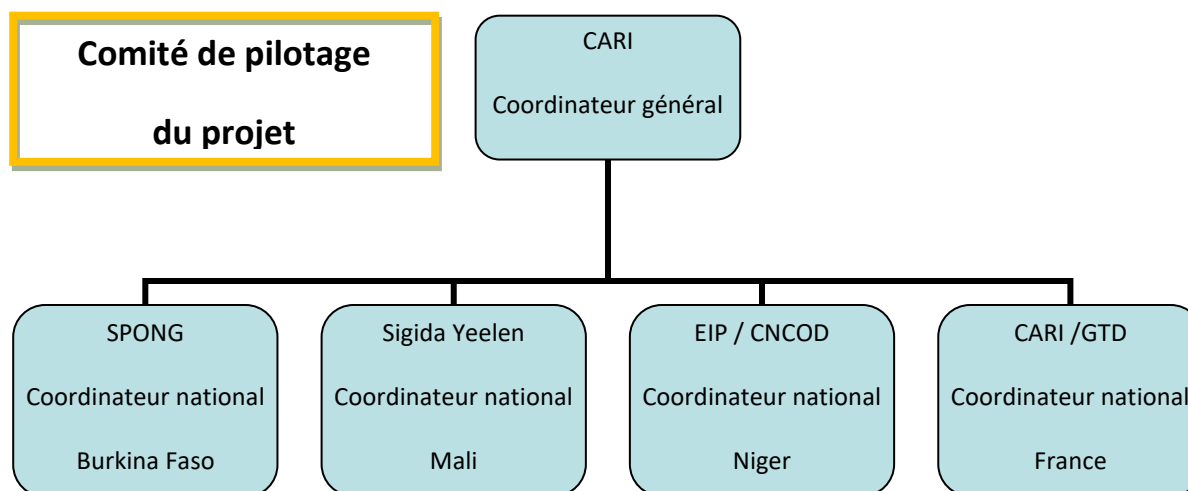 Comité de pilotage
du projet
CARI
Coordinateur général
SPONG
Coordinateur national
Burkina Faso
Sigida Yeelen
Coordinateur national
Mali
EIP / CNCOD
Coordinateur national
Niger
CARI /GTD
Coordinateur national
France